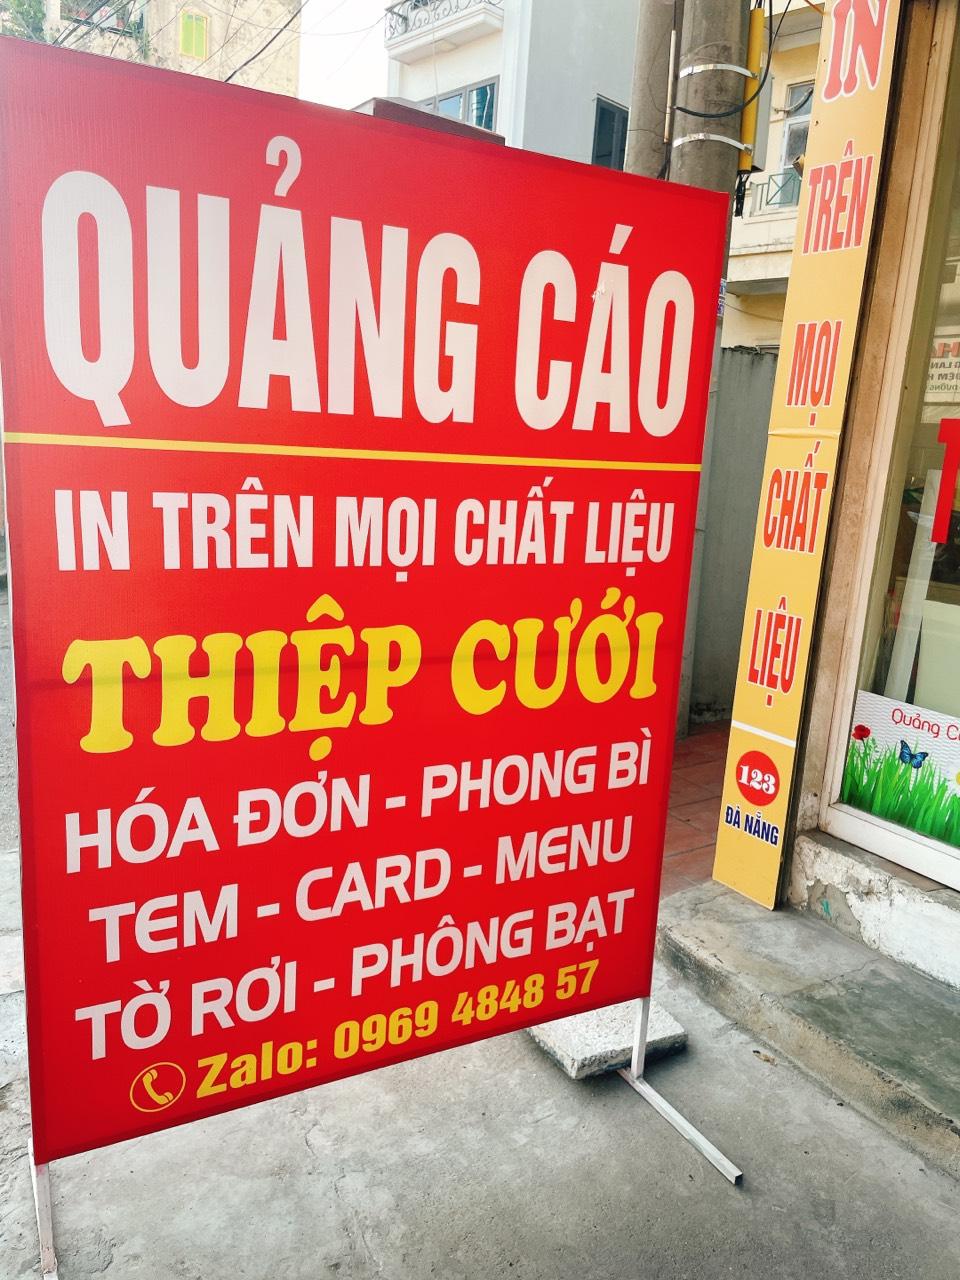 QUẢNG CÁO
IN TRÊN MỌI CHẤT LIỆU
THIỆP CƯỚI
HÓA ĐƠN - PHONG BÌ
TEM - CARD - MENU
TỜ RƠI - PHÔNG BẠT
Zalo: 0969 4848 57
IN
TRÊN
MỌI
CHẤT
LIỆU
123
ĐÀ NẴNG
Quảng